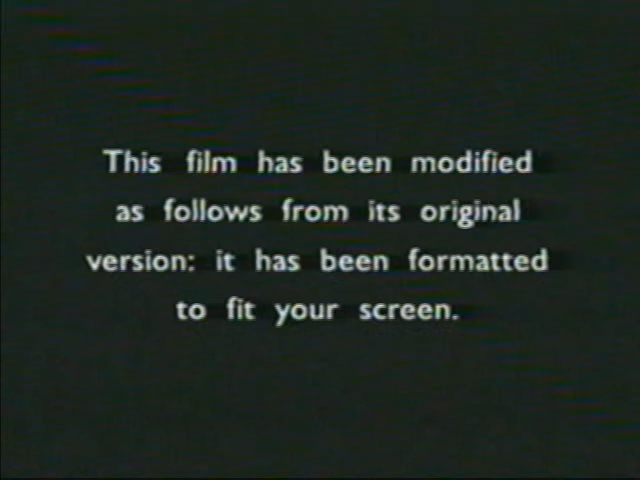 This film has been modified
as follows from its original
version: it has been formatted
to fit your screen.